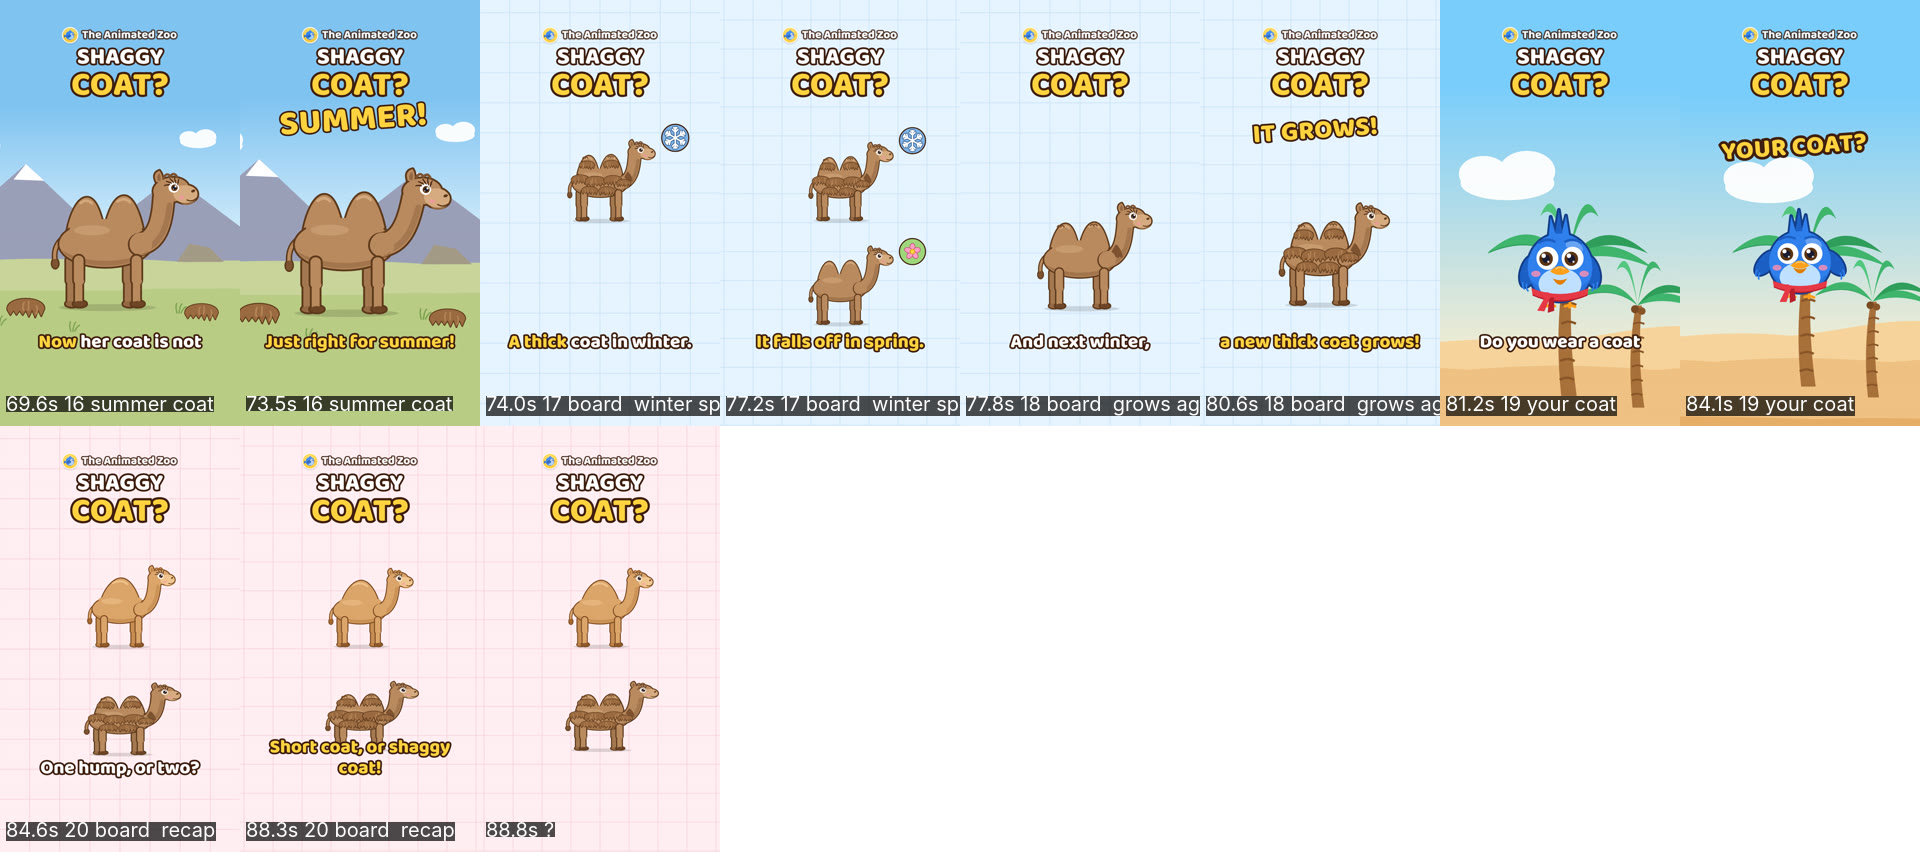 The Animated Zoo
SHAGGY
COAT?
Now her coat is not
69.6s 16 summer coat
The Animated Zoo
SHAGGY
COAT?
SUMMER!
Just right for summer!
73.5s 16 summer coat
The Animated Zoo
SHAGGY
COAT?
A thick coat in winter.
74.0s 17 board winter sp
The Animated Zoo
SHAGGY
COAT?
It falls off in spring.
77.2s 17 board winter sp
The Animated Zoo
SHAGGY
COAT?
And next winter,
77.8s 18 board grows ag
The Animated Zoo
SHAGGY
COAT?
IT GROWS!
a new thick coat grows!
80.6s 18 board grows ag
The Animated Zoo
SHAGGY
COAT?
Do you wear a coat
81.2s 19 your coat
The Animated Zoo
SHAGGY
COAT?
YOUR COAT?
84.1s 19 your coat
The Animated Zoo
SHAGGY
COAT?
One hump, or two?
84.6s 20 board recap
The Animated Zoo
SHAGGY
COAT?
Short coat, or shaggy
coat!
88.3s 20 board recap
The Animated Zoo
SHAGGY
COAT?
88.8s ?